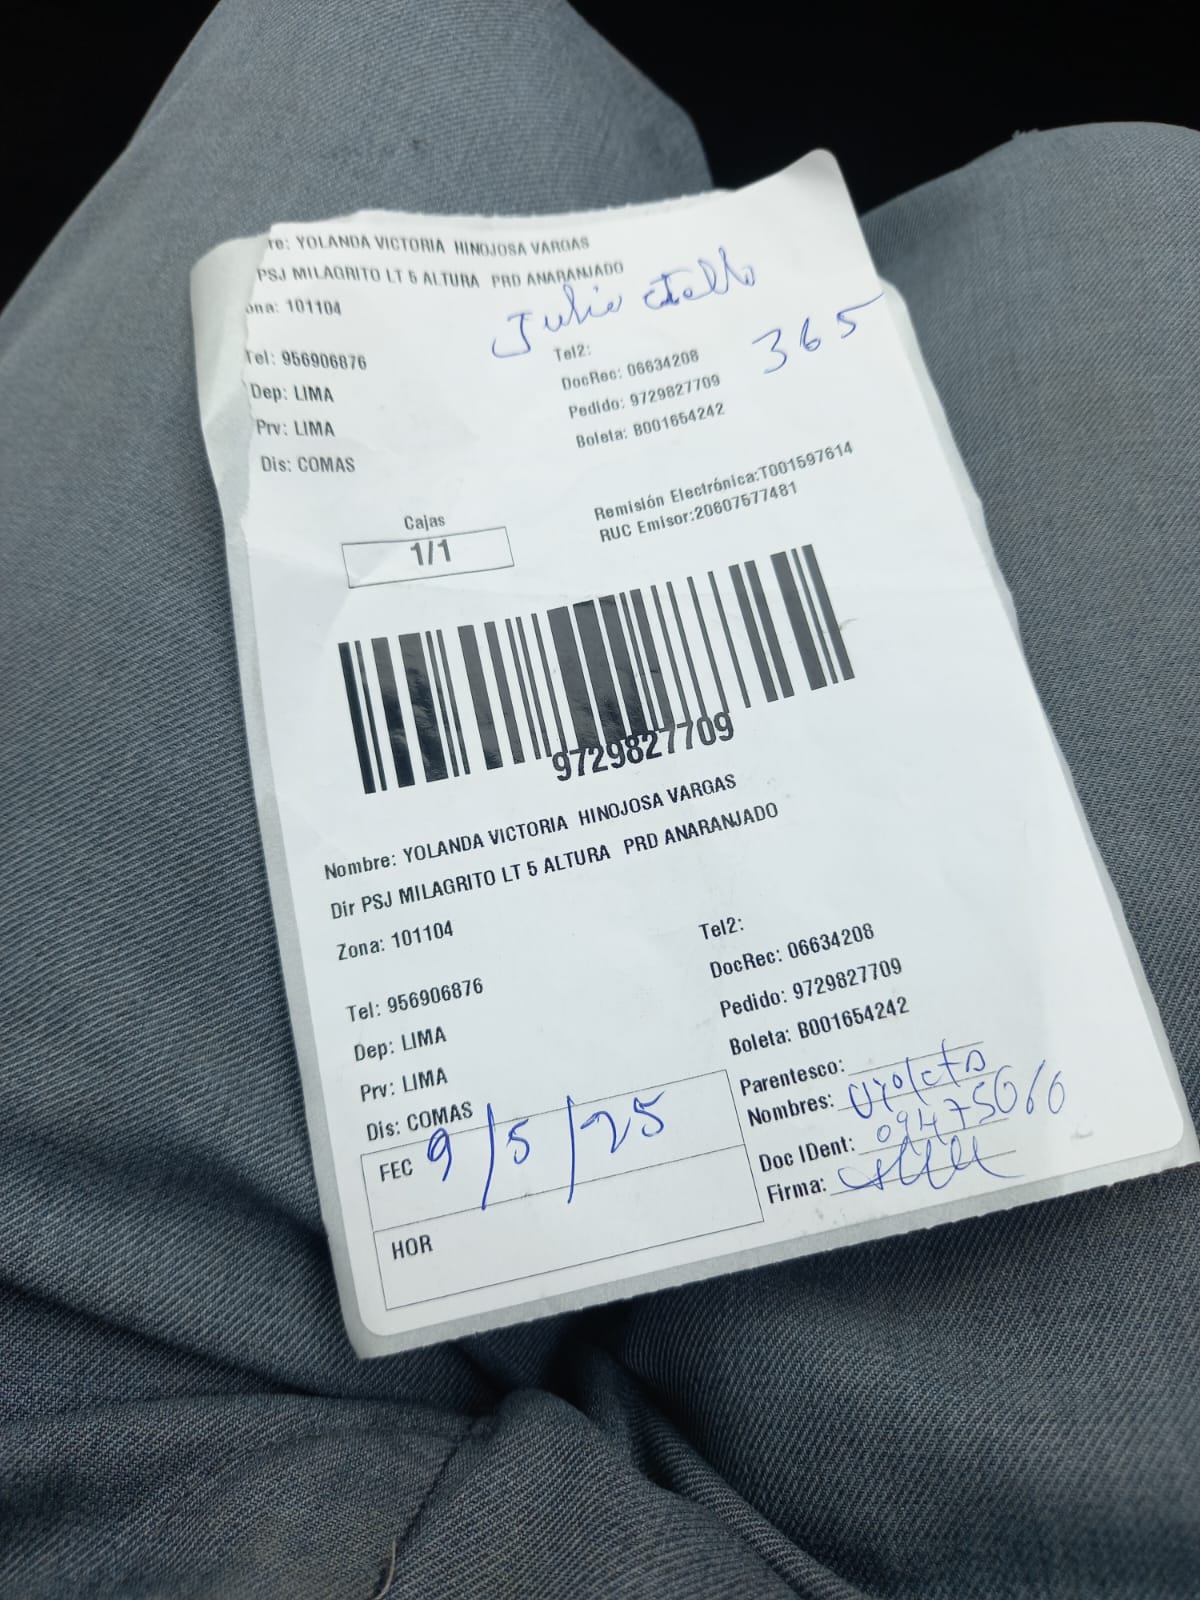 re: YOLANDA VICTORIA HINOJOSA VARGAS
PSJ MILAGRITO LT 5 ALTURA PRD ANARANJADO
ona: 101104
Julio
365
Tel: 956906876
Tel2:
Dep: LIMA
DocRec: 06634208
Prv: LIMA
Pedido: 9729827709
Dis: COMAS
Boleta: B001654242
Cajas
1/1
Remisión Electrónica:T001597614
RUC Emisor:20607577481
9729827709
Nombre: YOLANDA VICTORIA HINOJOSA VARGAS
Dir PSJ MILAGRITO LT 5 ALTURA PRD ANARANJADO
Zona: 101104
Tel2:
Tel: 956906876
DocRec: 06634208
Dep: LIMA
Pedido: 9729827709
Prv: LIMA
Boleta: B001654242
Dis: COMAS
Parentesco:
Nombres: Violeta
FEC 9/5/25
Doc IDent:
Firma:
HOR